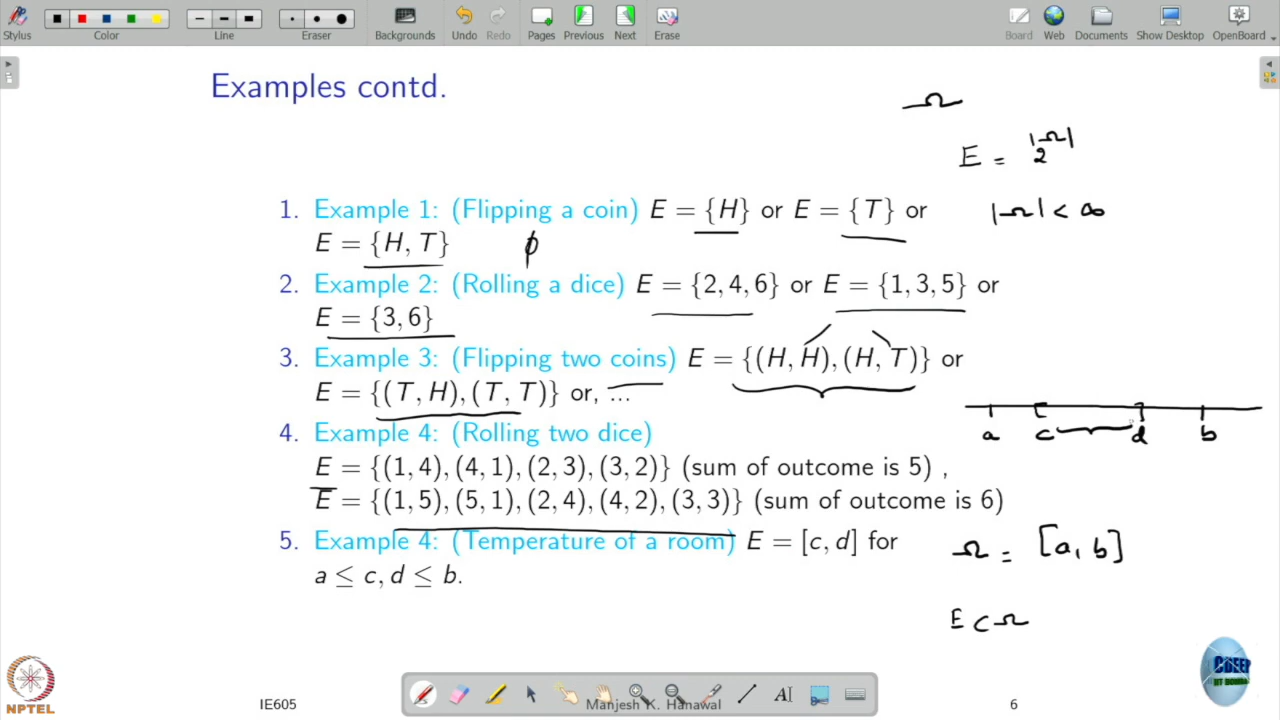 Stylus Color Line Eraser Backgrounds Undo Redo Pages Previous Next Erase Board Web Documents Show Desktop OpenBoard
Examples contd.
Ω
E = 2^|Ω|
|Ω| < ∞
1. Example 1: (Flipping a coin) E = {H} or E = {T} or
E = {H, T}
ϕ
2. Example 2: (Rolling a dice) E = {2, 4, 6} or E = {1, 3, 5} or
E = {3, 6}
3. Example 3: (Flipping two coins) E = {(H, H), (H, T)} or
E = {(T, H), (T, T)} or, ...
a c d b
4. Example 4: (Rolling two dice)
E = {(1, 4), (4, 1), (2, 3), (3, 2)} (sum of outcome is 5) ,
E = {(1, 5), (5, 1), (2, 4), (4, 2), (3, 3)} (sum of outcome is 6)
5. Example 4: (Temperature of a room) E = [c, d] for
a ≤ c, d ≤ b.
Ω = [a, b]
E ⊂ Ω
NPTEL
IE605 Manjesh K. Hanawal 6
CDEEP
IIT BOMBAY